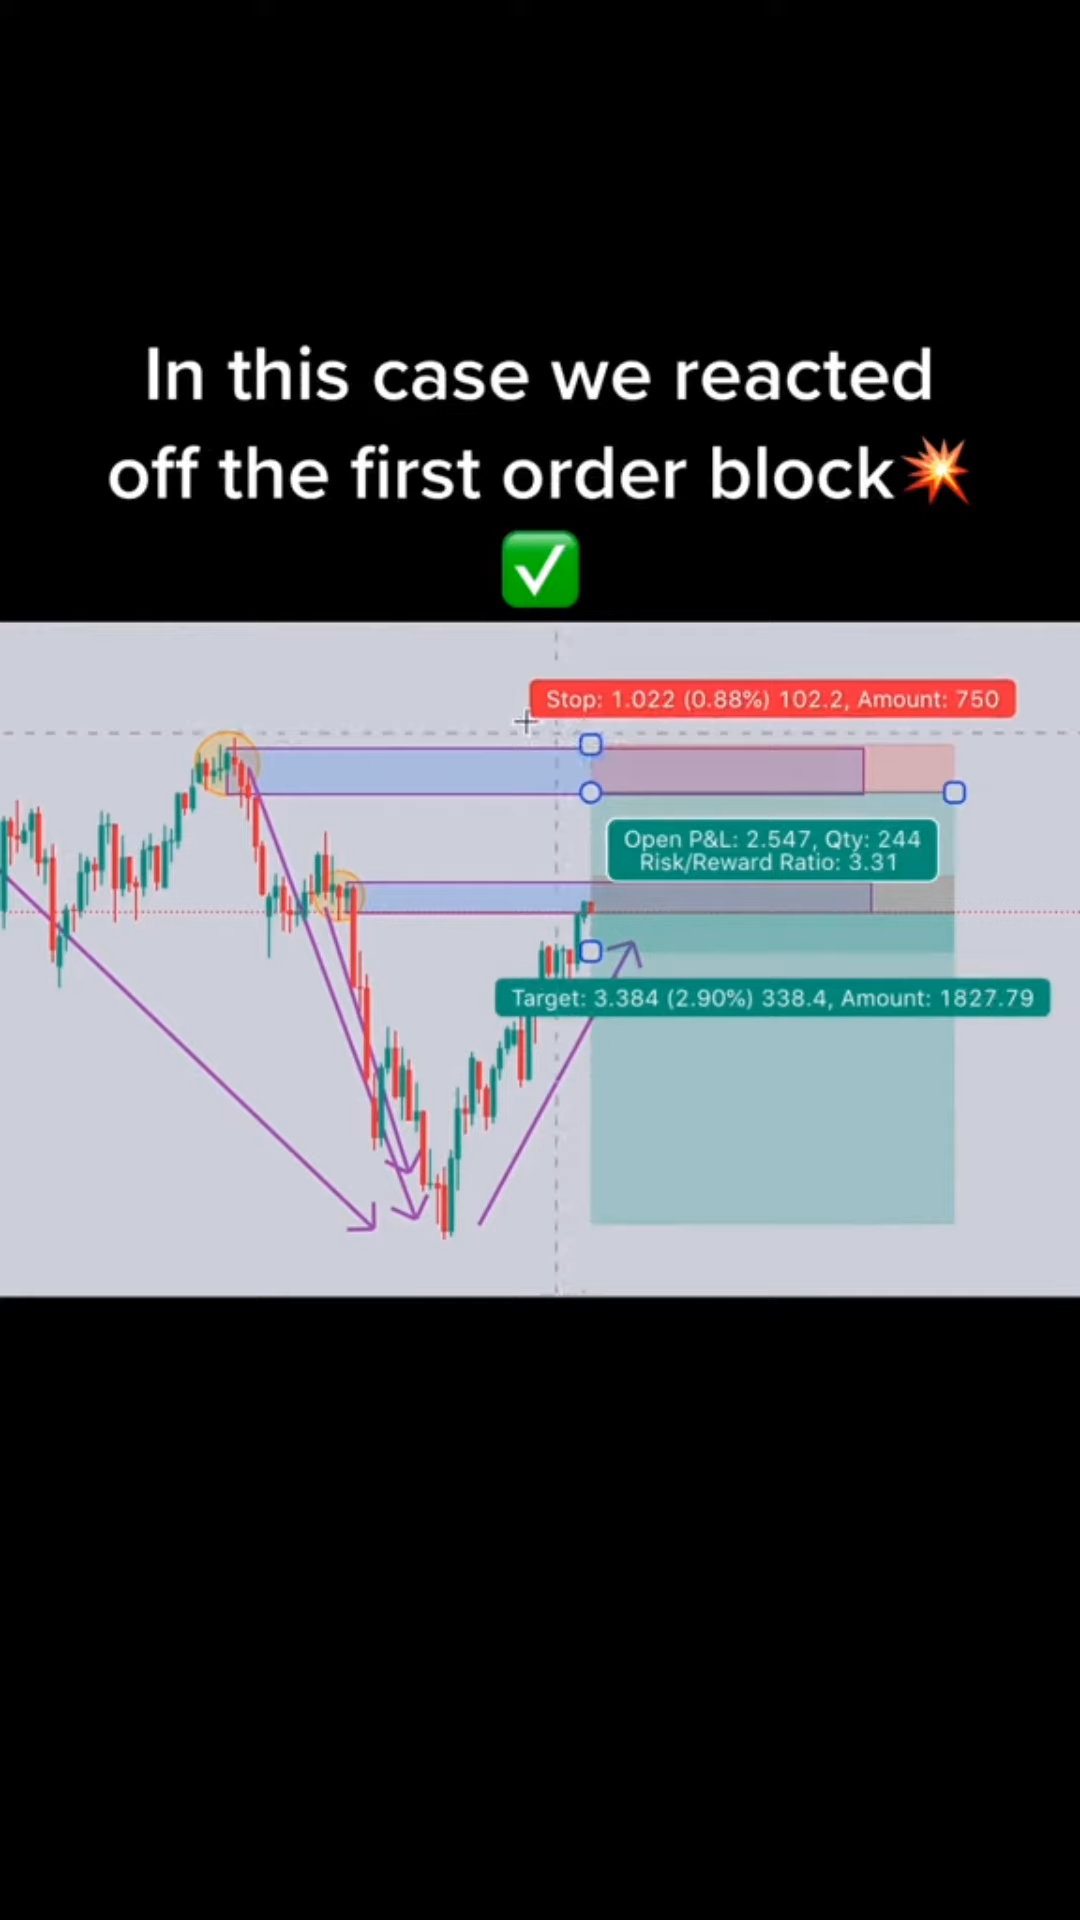 In this case we reacted
off the first order block💥
✅
Stop: 1.022 (0.88%) 102.2, Amount: 750
Open P&L: 2.547, Qty: 244
Risk/Reward Ratio: 3.31
Target: 3.384 (2.90%) 338.4, Amount: 1827.79